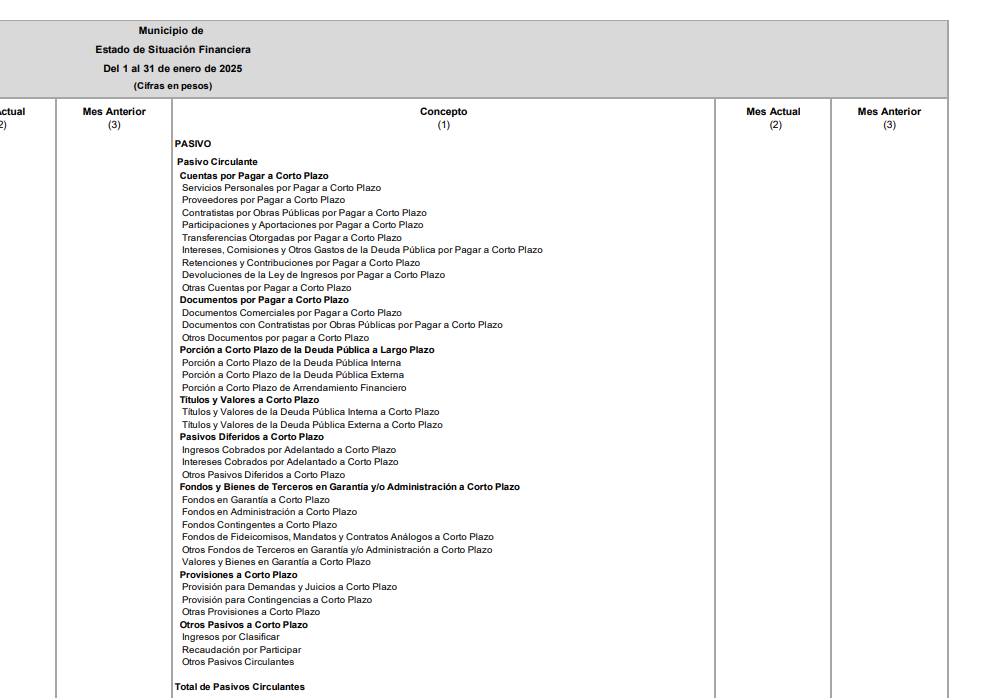 Municipio de
Estado de Situación Financiera
Del 1 al 31 de enero de 2025
(Cifras en pesos)
ctual Mes Anterior Concepto Mes Actual Mes Anterior
2) (3) (1) (2) (3)
PASIVO
Pasivo Circulante
Cuentas por Pagar a Corto Plazo
Servicios Personales por Pagar a Corto Plazo
Proveedores por Pagar a Corto Plazo
Contratistas por Obras Públicas por Pagar a Corto Plazo
Participaciones y Aportaciones por Pagar a Corto Plazo
Transferencias Otorgadas por Pagar a Corto Plazo
Intereses, Comisiones y Otros Gastos de la Deuda Pública por Pagar a Corto Plazo
Retenciones y Contribuciones por Pagar a Corto Plazo
Devoluciones de la Ley de Ingresos por Pagar a Corto Plazo
Otras Cuentas por Pagar a Corto Plazo
Documentos por Pagar a Corto Plazo
Documentos Comerciales por Pagar a Corto Plazo
Documentos con Contratistas por Obras Públicas por Pagar a Corto Plazo
Otros Documentos por pagar a Corto Plazo
Porción a Corto Plazo de la Deuda Pública a Largo Plazo
Porción a Corto Plazo de la Deuda Pública Interna
Porción a Corto Plazo de la Deuda Pública Externa
Porción a Corto Plazo de Arrendamiento Financiero
Títulos y Valores a Corto Plazo
Títulos y Valores de la Deuda Pública Interna a Corto Plazo
Títulos y Valores de la Deuda Pública Externa a Corto Plazo
Pasivos Diferidos a Corto Plazo
Ingresos Cobrados por Adelantado a Corto Plazo
Intereses Cobrados por Adelantado a Corto Plazo
Otros Pasivos Diferidos a Corto Plazo
Fondos y Bienes de Terceros en Garantía y/o Administración a Corto Plazo
Fondos en Garantía a Corto Plazo
Fondos en Administración a Corto Plazo
Fondos Contingentes a Corto Plazo
Fondos de Fideicomisos, Mandatos y Contratos Análogos a Corto Plazo
Otros Fondos de Terceros en Garantía y/o Administración a Corto Plazo
Valores y Bienes en Garantía a Corto Plazo
Provisiones a Corto Plazo
Provisión para Demandas y Juicios a Corto Plazo
Provisión para Contingencias a Corto Plazo
Otras Provisiones a Corto Plazo
Otros Pasivos a Corto Plazo
Ingresos por Clasificar
Recaudación por Participar
Otros Pasivos Circulantes
Total de Pasivos Circulantes